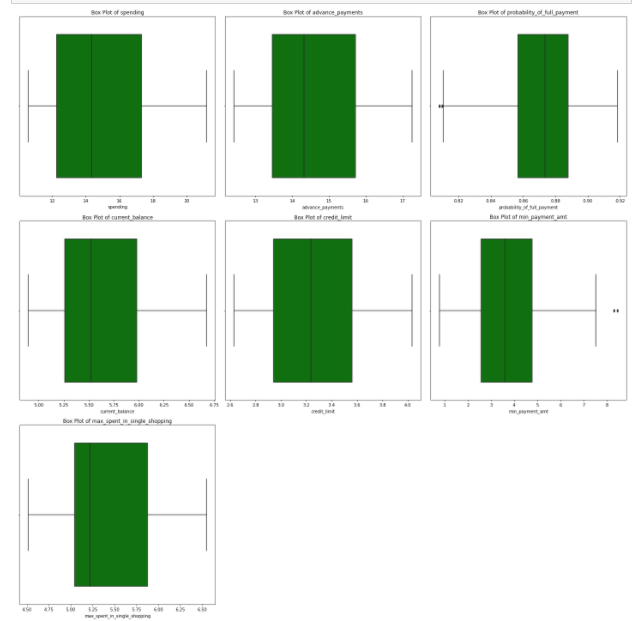 Box Plot of spending
12 14 16 18 20
spending
Box Plot of advance_payments
13 14 15 16 17
advance_payments
Box Plot of probability_of_full_payment
0.82 0.84 0.86 0.88 0.90 0.92
probability_of_full_payment
Box Plot of current_balance
5.00 5.25 5.50 5.75 6.00 6.25 6.50 6.75
current_balance
Box Plot of credit_limit
2.6 2.8 3.0 3.2 3.4 3.6 3.8 4.0
credit_limit
Box Plot of min_payment_amt
1 2 3 4 5 6 7 8
min_payment_amt
Box Plot of max_spent_in_single_shopping
4.50 4.75 5.00 5.25 5.50 5.75 6.00 6.25 6.50
max_spent_in_single_shopping